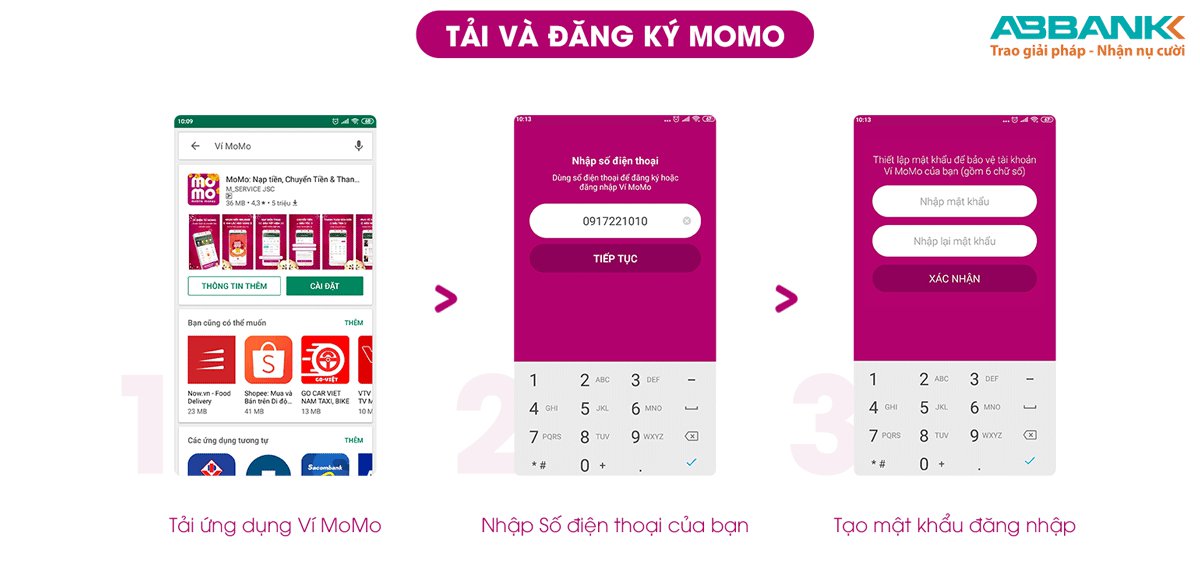 TẢI VÀ ĐĂNG KÝ MOMO
ABBANK
Trao giải pháp - Nhận nụ cười
1
10:09
68
Ví MoMo
mo
mo
MoMo: Nạp tiền, Chuyển Tiền & Than...
M_SERVICE JSC
36 MB • 4,3 ★ • 5 triệu
THÔNG TIN THÊM
CÀI ĐẶT
Bạn cũng có thể muốn
THÊM
GO-VIỆT
Now.vn - Food Delivery
23 MB
Shopee: Mua và Bán trên Di độ...
41 MB
GO CAR VIET NAM TAXI, BIKE
13 MB
VTV
TV M
10 M
Các ứng dụng tương tự
THÊM
Sacombank
Tải ứng dụng Ví MoMo
>
2
10:13
67
Nhập số điện thoại
Dùng số điện thoại để đăng ký hoặc
đăng nhập Ví MoMo
0917221010
TIẾP TỤC
1 2 ABC 3 DEF –
4 GHI 5 JKL 6 MNO
7 PQRS 8 TUV 9 WXYZ
* # 0 + .
Nhập Số điện thoại của bạn
>
3
10:13
67
Thiết lập mật khẩu để bảo vệ tài khoản
Ví MoMo của bạn (gồm 6 chữ số)
Nhập mật khẩu
Nhập lại mật khẩu
XÁC NHẬN
1 2 ABC 3 DEF –
4 GHI 5 JKL 6 MNO
7 PQRS 8 TUV 9 WXYZ
* # 0 + .
Tạo mật khẩu đăng nhập